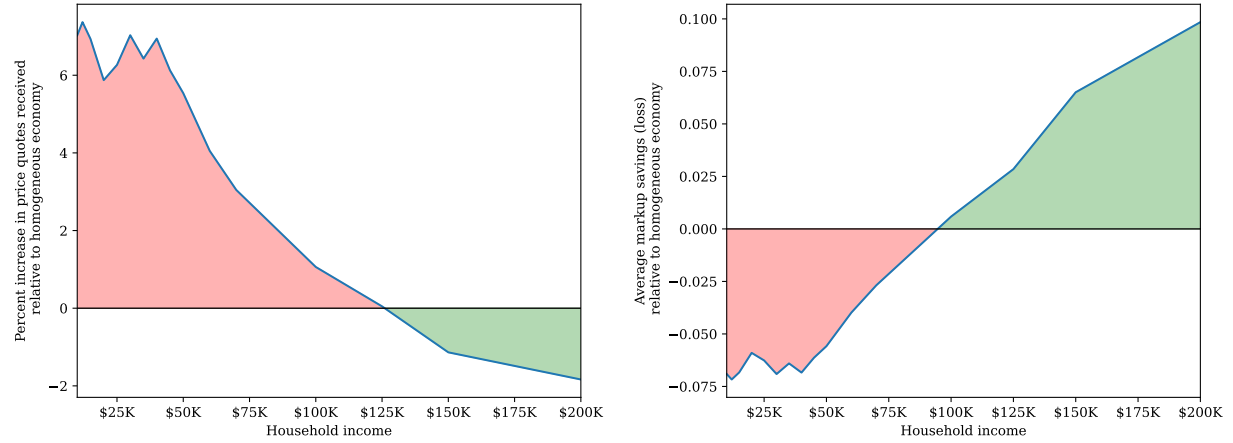 Percent increase in price quotes received
relative to homogeneous economy
6
4
2
0
−2
$25K $50K $75K $100K $125K $150K $175K $200K
Household income
Average markup savings (loss)
relative to homogeneous economy
0.100
0.075
0.050
0.025
0.000
−0.025
−0.050
−0.075
$25K $50K $75K $100K $125K $150K $175K $200K
Household income